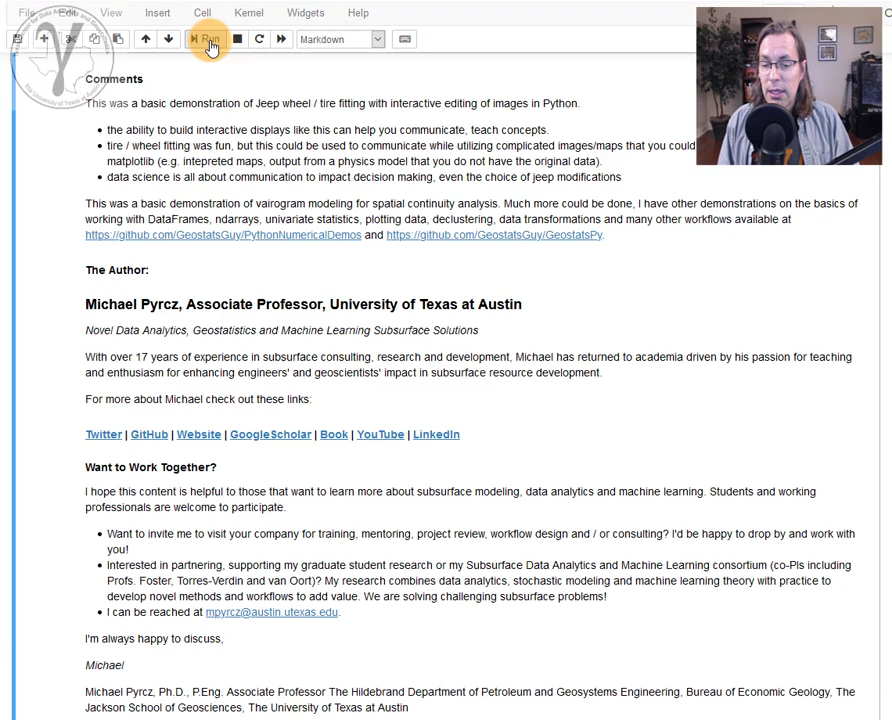 File Edit View Insert Cell Kernel Widgets Help
Run Markdown
Comments
This was a basic demonstration of Jeep wheel / tire fitting with interactive editing of images in Python.
the ability to build interactive displays like this can help you communicate, teach concepts.
tire / wheel fitting was fun, but this could be used to communicate while utilizing complicated images/maps that you could
matplotlib (e.g. intepreted maps, output from a physics model that you do not have the original data).
data science is all about communication to impact decision making, even the choice of jeep modifications
This was a basic demonstration of vairogram modeling for spatial continuity analysis. Much more could be done, I have other demonstrations on the basics of
working with DataFrames, ndarrays, univariate statistics, plotting data, declustering, data transformations and many other workflows available at
https://github.com/GeostatsGuy/PythonNumericalDemos and https://github.com/GeostatsGuy/GeostatsPy.
The Author:
Michael Pyrcz, Associate Professor, University of Texas at Austin
Novel Data Analytics, Geostatistics and Machine Learning Subsurface Solutions
With over 17 years of experience in subsurface consulting, research and development, Michael has returned to academia driven by his passion for teaching
and enthusiasm for enhancing engineers' and geoscientists' impact in subsurface resource development.
For more about Michael check out these links:
Twitter | GitHub | Website | GoogleScholar | Book | YouTube | LinkedIn
Want to Work Together?
I hope this content is helpful to those that want to learn more about subsurface modeling, data analytics and machine learning. Students and working
professionals are welcome to participate.
Want to invite me to visit your company for training, mentoring, project review, workflow design and / or consulting? I'd be happy to drop by and work with
you!
Interested in partnering, supporting my graduate student research or my Subsurface Data Analytics and Machine Learning consortium (co-PIs including
Profs. Foster, Torres-Verdin and van Oort)? My research combines data analytics, stochastic modeling and machine learning theory with practice to
develop novel methods and workflows to add value. We are solving challenging subsurface problems!
I can be reached at mpyrcz@austin.utexas.edu.
I'm always happy to discuss,
Michael
Michael Pyrcz, Ph.D., P.Eng. Associate Professor The Hildebrand Department of Petroleum and Geosystems Engineering, Bureau of Economic Geology, The
Jackson School of Geosciences, The University of Texas at Austin